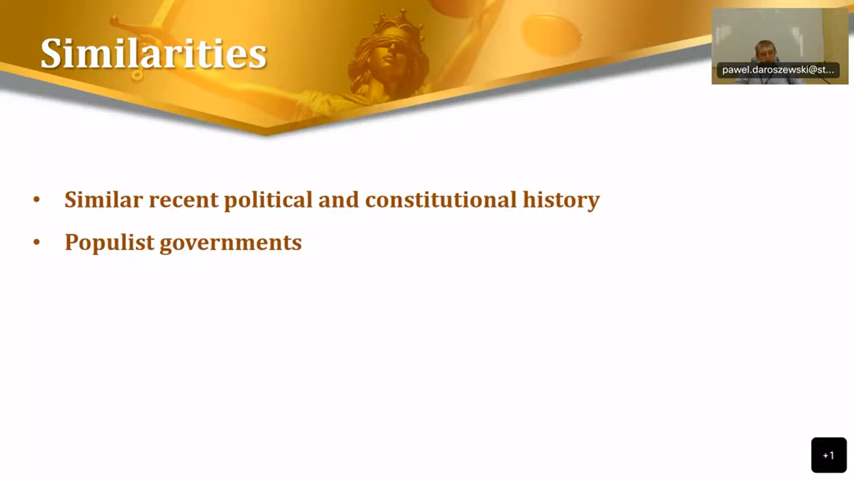 Similarities
pawel.daroszewski@st...
• Similar recent political and constitutional history
• Populist governments
+1